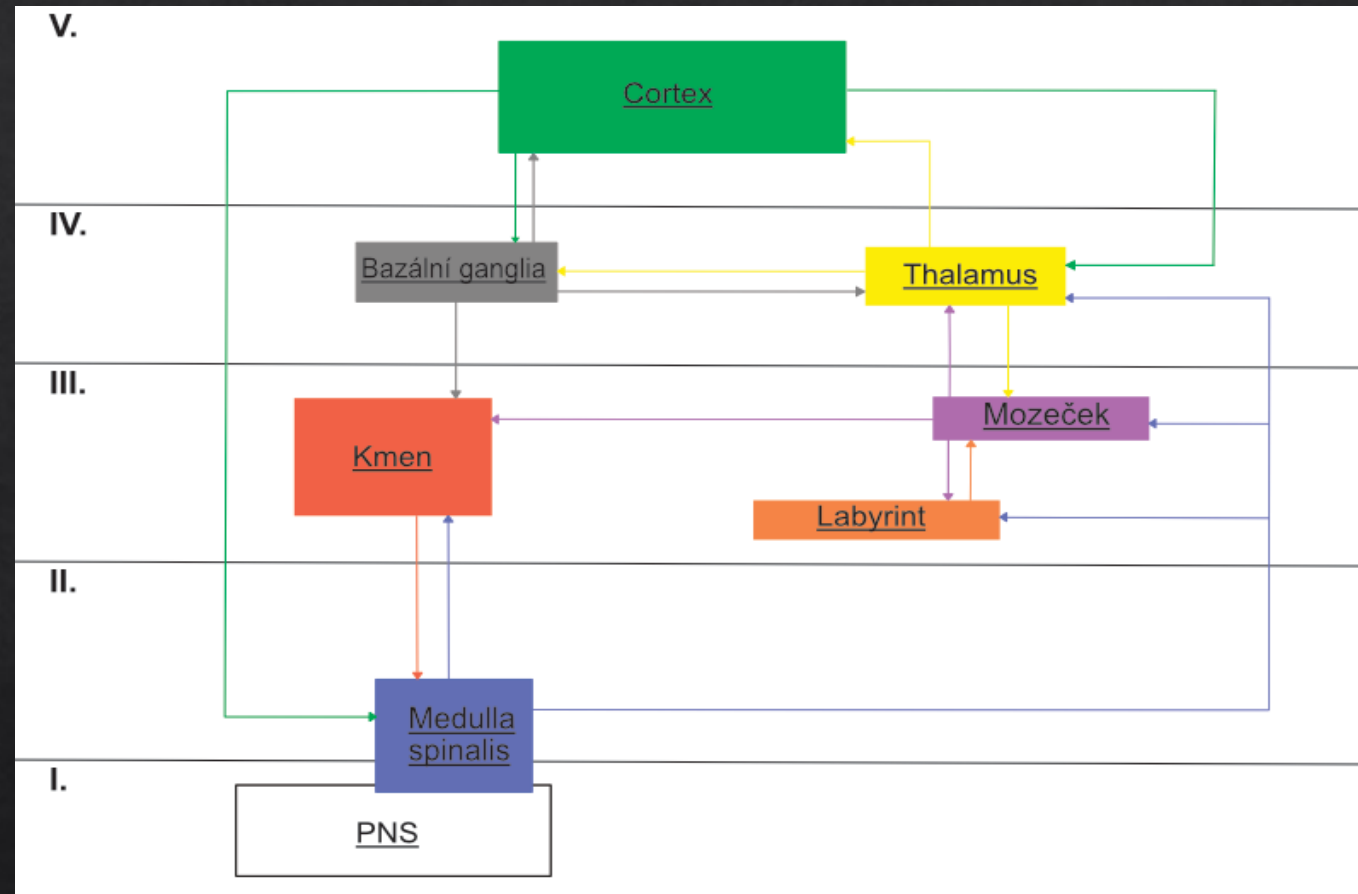 V.
Cortex
IV.
Bazální ganglia
Thalamus
III.
Mozeček
Kmen
Labyrint
II.
Medulla
spinalis
I.
PNS